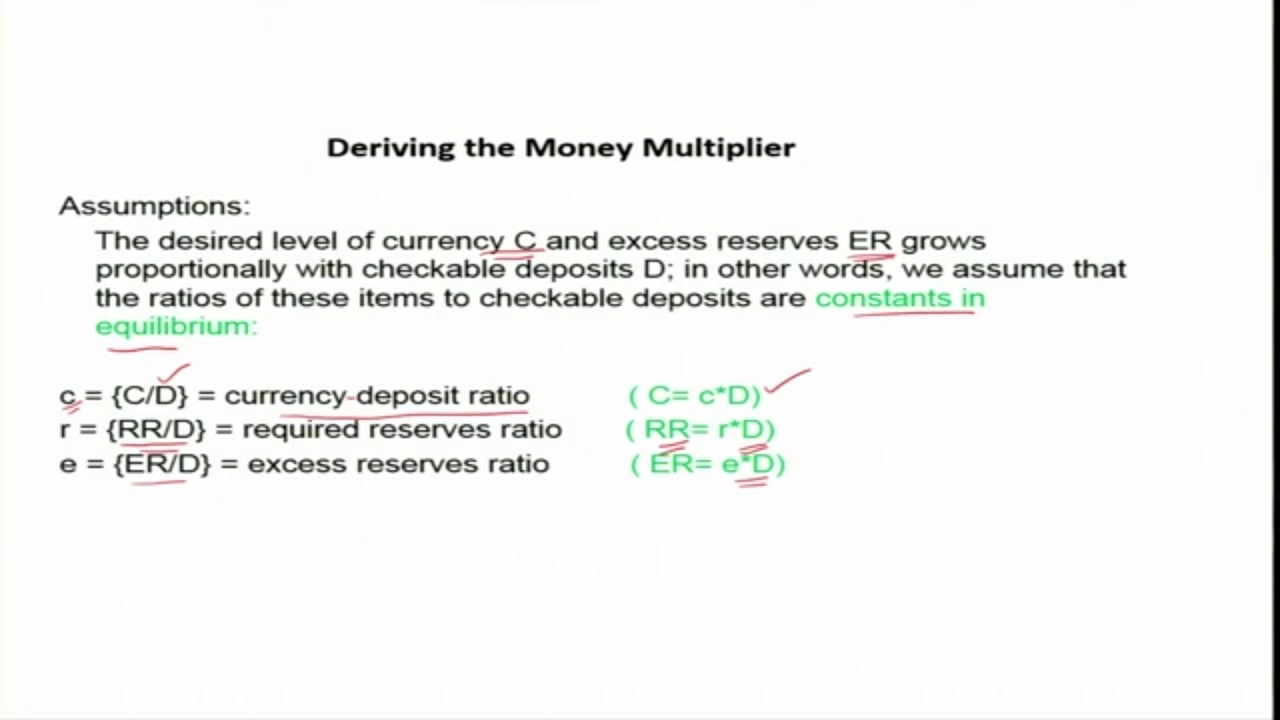 Deriving the Money Multiplier
Assumptions:
The desired level of currency C and excess reserves ER grows
proportionally with checkable deposits D; in other words, we assume that
the ratios of these items to checkable deposits are constants in
equilibrium:
c = {C/D} = currency-deposit ratio ( C= c*D)
r = {RR/D} = required reserves ratio ( RR= r*D)
e = {ER/D} = excess reserves ratio ( ER= e*D)